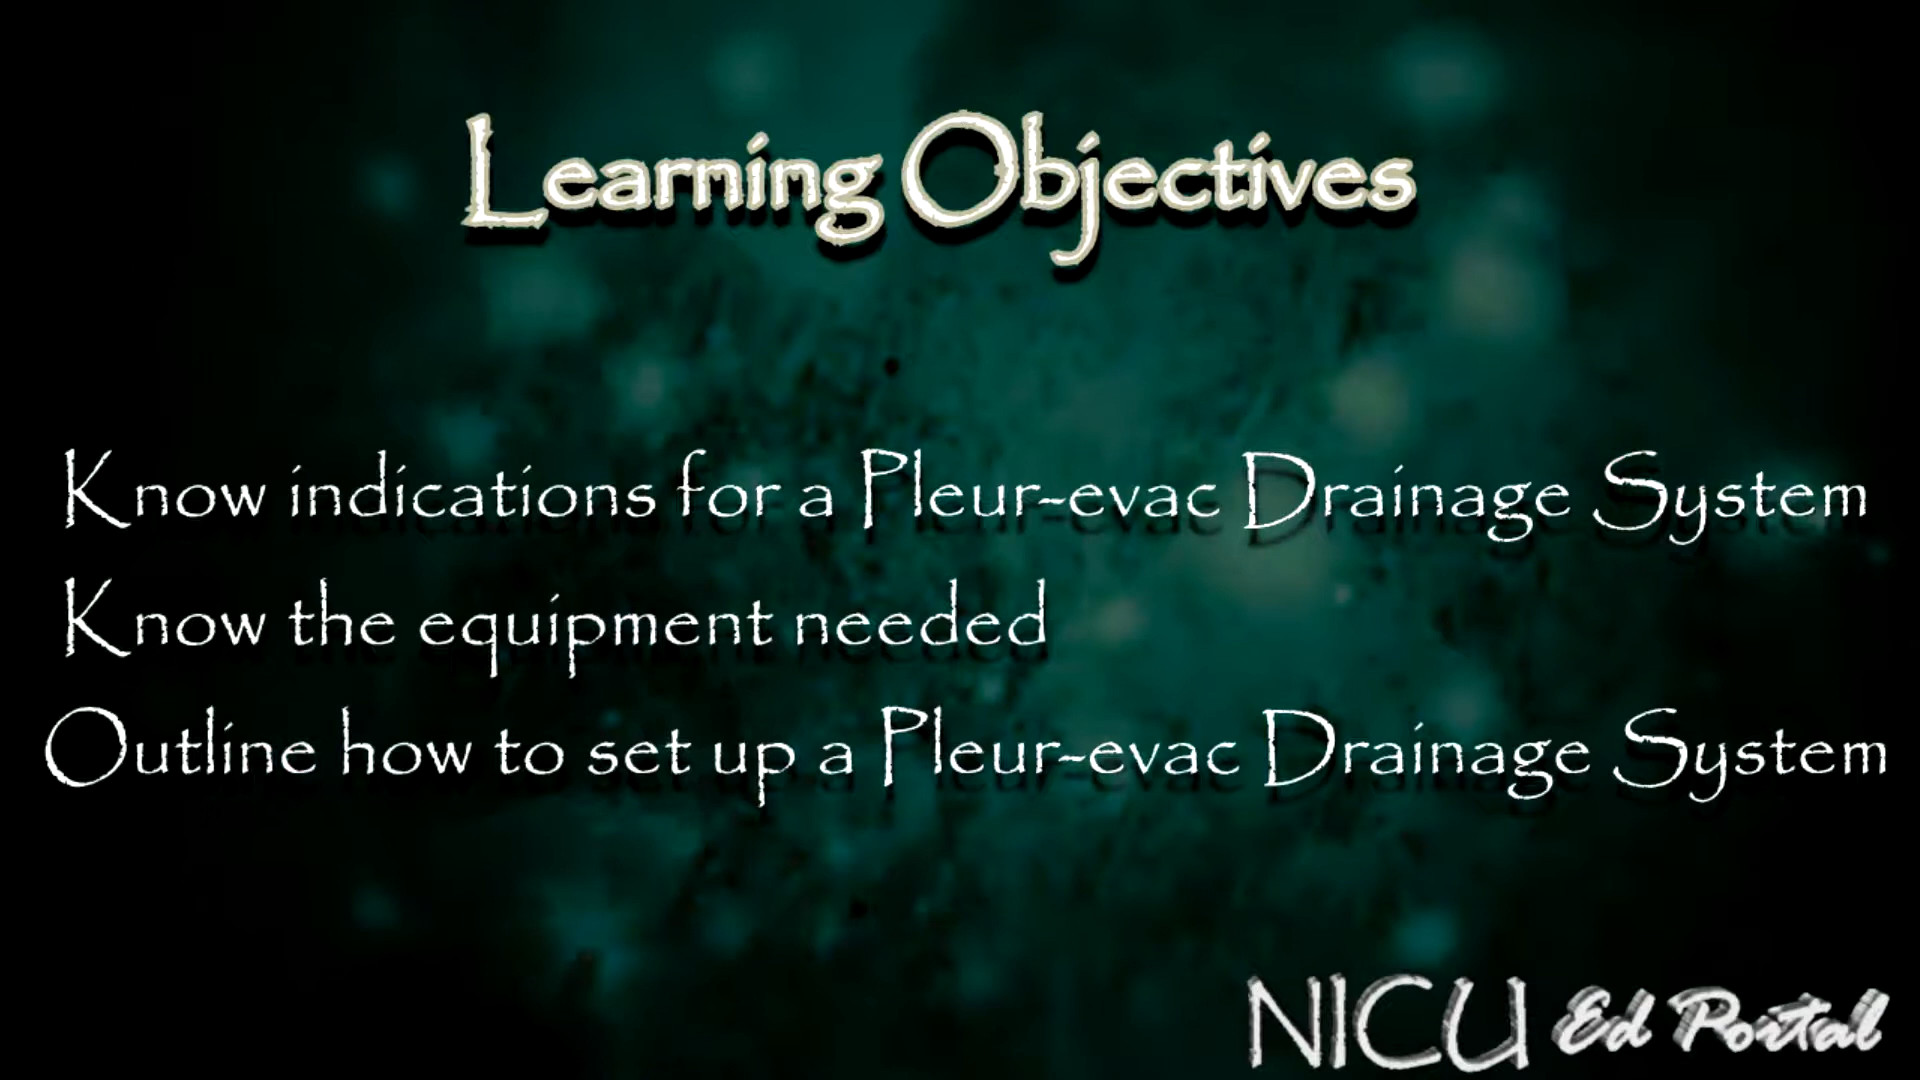 Learning Objectives
Know indications for a Pleur-evac Drainage System
Know the equipment needed
Outline how to set up a Pleur-evac Drainage System
NICU Ed Portal